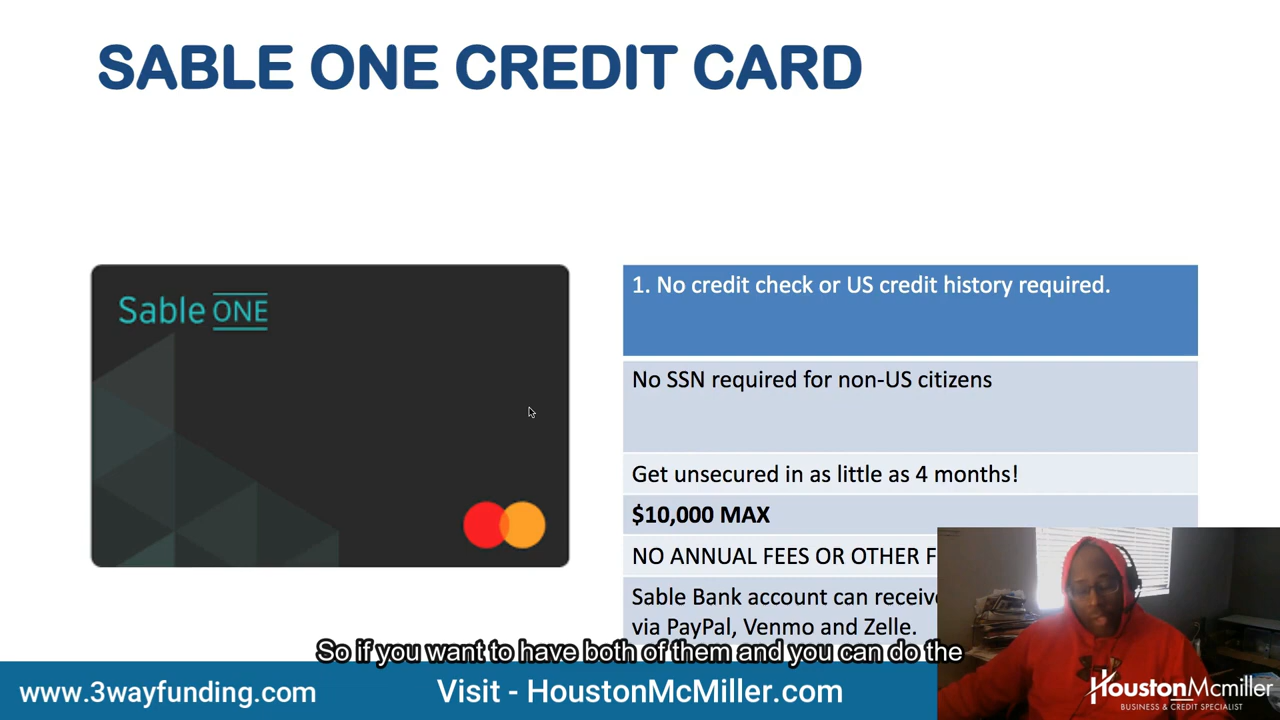 SABLE ONE CREDIT CARD
Sable ONE
1. No credit check or US credit history required.
No SSN required for non-US citizens
Get unsecured in as little as 4 months!
$10,000 MAX
NO ANNUAL FEES OR OTHER F
Sable Bank account can receive
via PayPal, Venmo and Zelle.
So if you want to have both of them and you can do the
www.3wayfunding.com
Visit - HoustonMcMiller.com
HoustonMcmiller
BUSINESS & CREDIT SPECIALIST